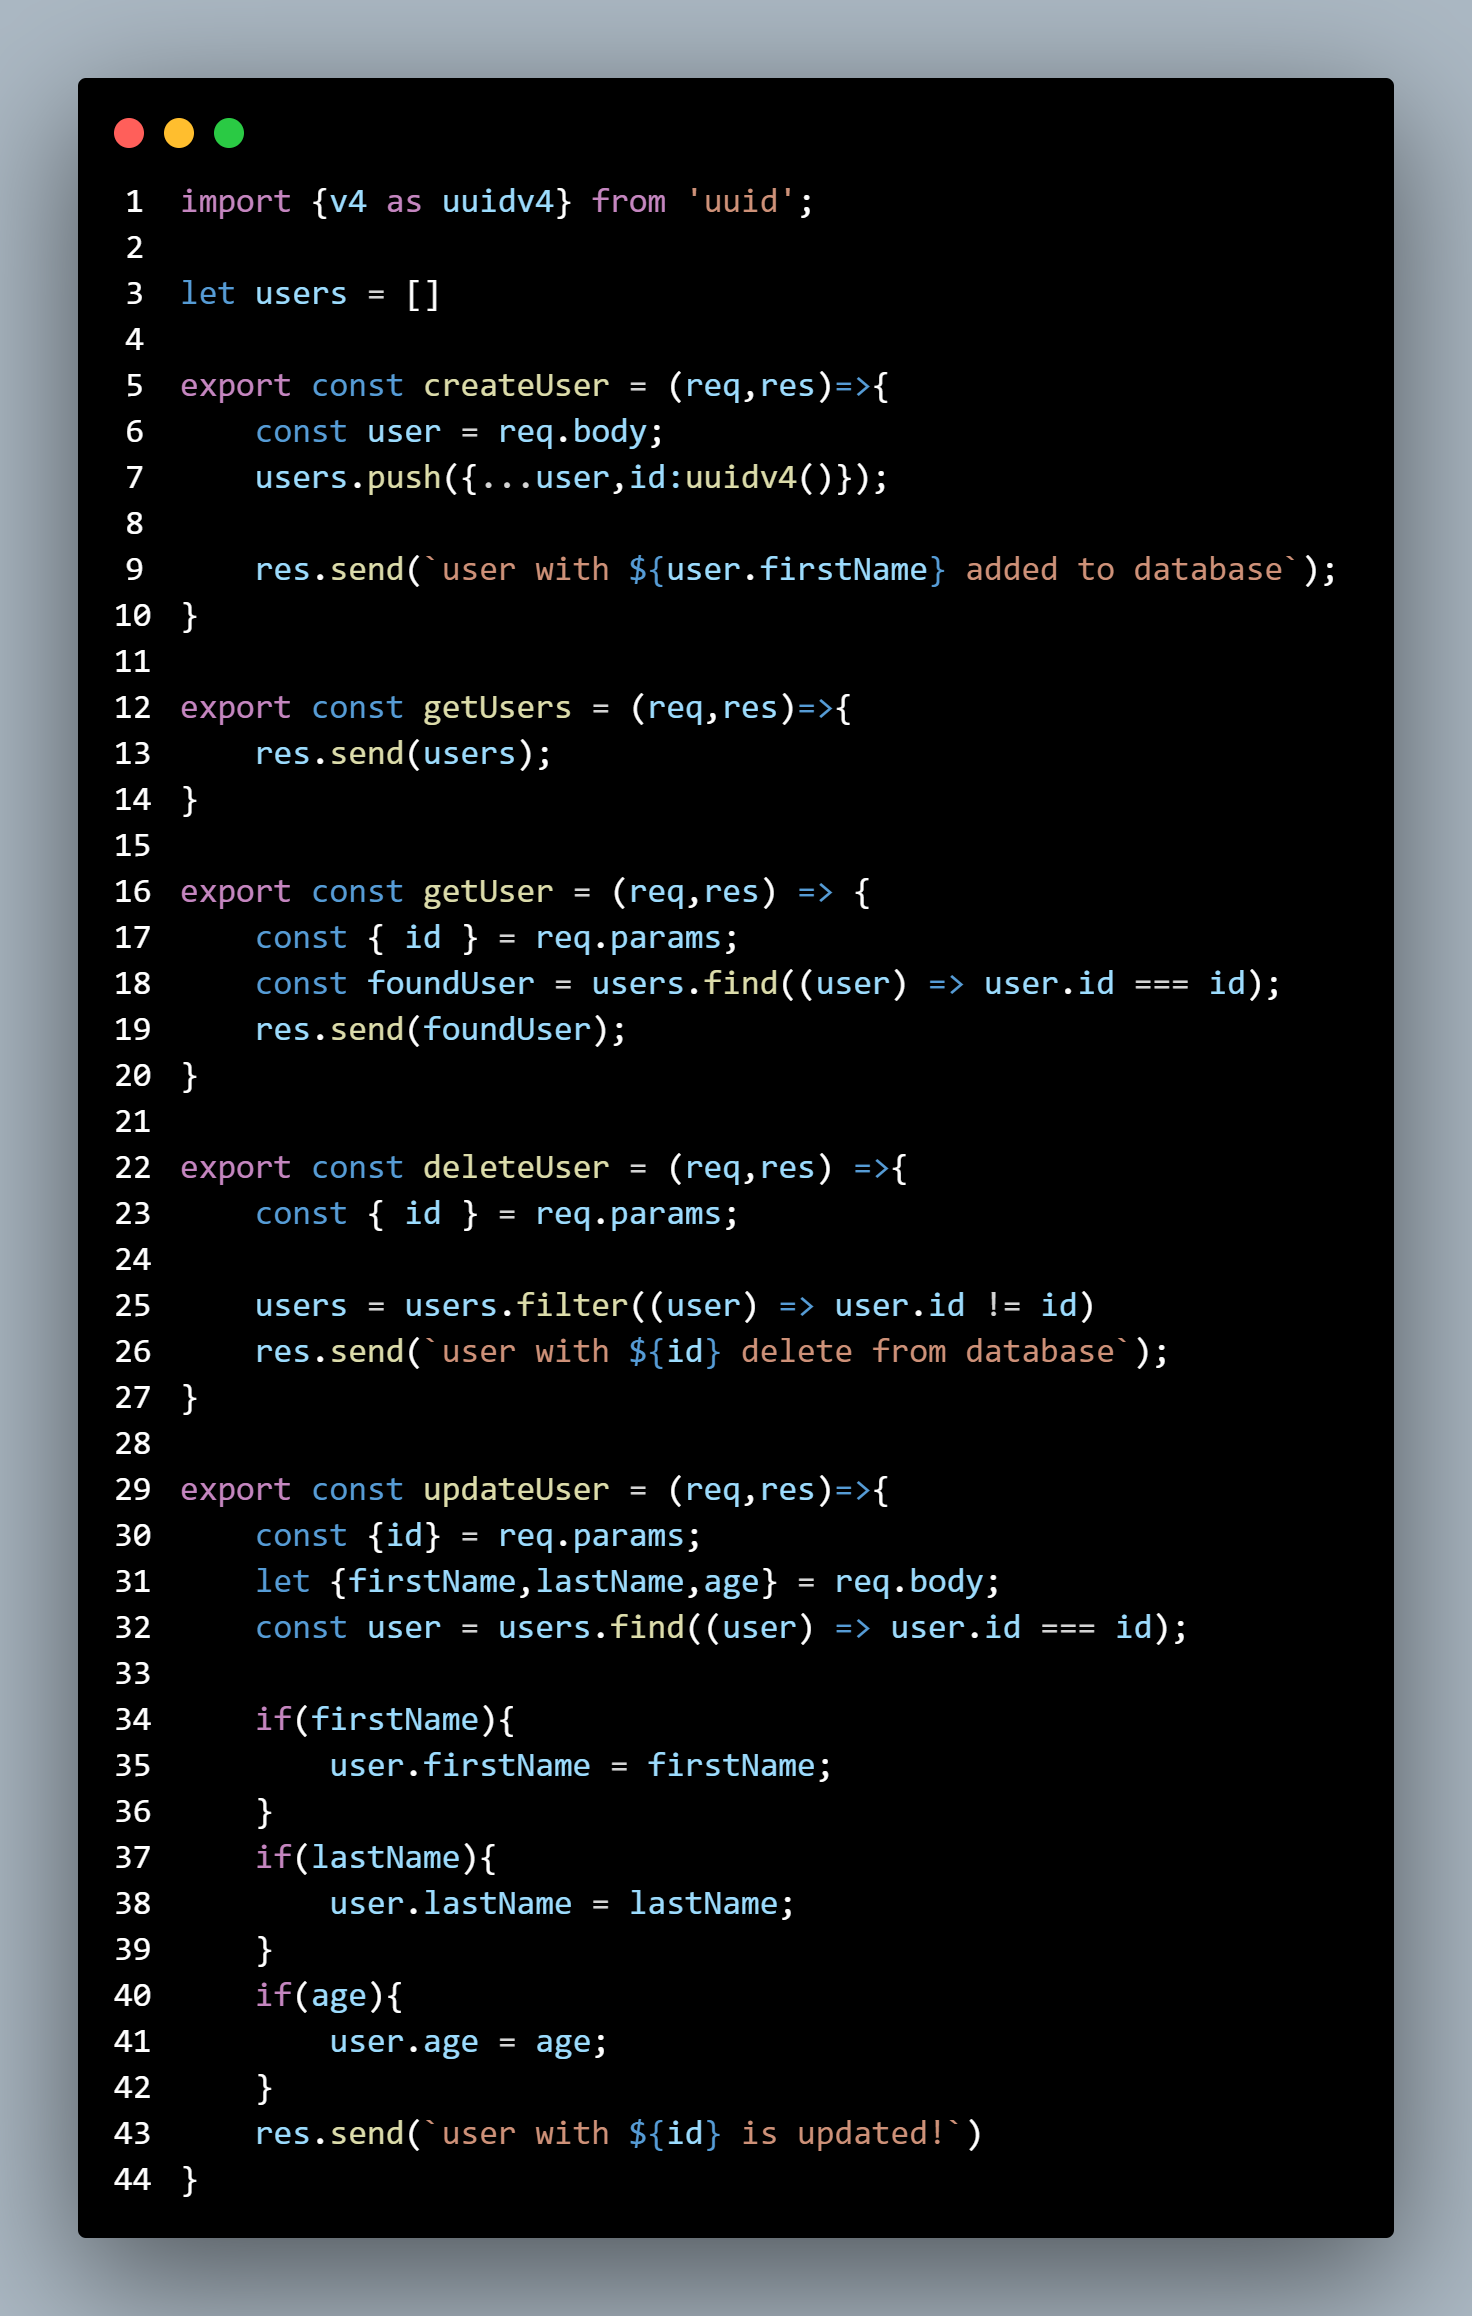 1 import {v4 as uuidv4} from 'uuid';
2
3 let users = []
4
5 export const createUser = (req,res)=>{
6     const user = req.body;
7     users.push({...user,id:uuidv4()});
8
9     res.send(`user with ${user.firstName} added to database`);
10 }
11
12 export const getUsers = (req,res)=>{
13     res.send(users);
14 }
15
16 export const getUser = (req,res) => {
17     const { id } = req.params;
18     const foundUser = users.find((user) => user.id === id);
19     res.send(foundUser);
20 }
21
22 export const deleteUser = (req,res) =>{
23     const { id } = req.params;
24
25     users = users.filter((user) => user.id != id)
26     res.send(`user with ${id} delete from database`);
27 }
28
29 export const updateUser = (req,res)=>{
30     const {id} = req.params;
31     let {firstName,lastName,age} = req.body;
32     const user = users.find((user) => user.id === id);
33
34     if(firstName){
35         user.firstName = firstName;
36     }
37     if(lastName){
38         user.lastName = lastName;
39     }
40     if(age){
41         user.age = age;
42     }
43     res.send(`user with ${id} is updated!`)
44 }